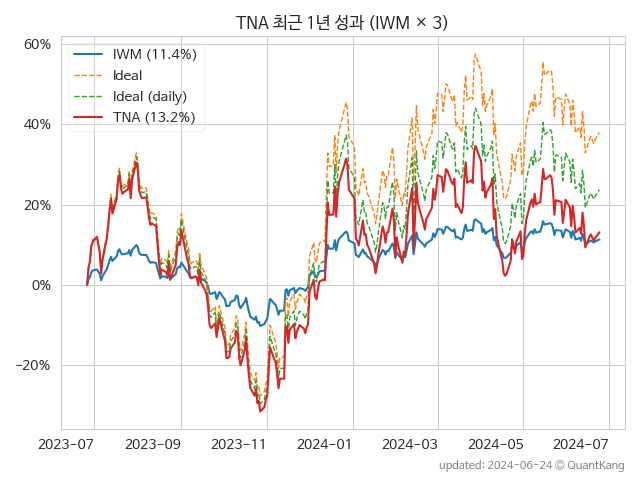 TNA 최근 1년 성과 (IWM × 3)
IWM (11.4%)
Ideal
Ideal (daily)
TNA (13.2%)
60%
40%
20%
0%
−20%
2023-07 2023-09 2023-11 2024-01 2024-03 2024-05 2024-07
updated: 2024-06-24 © QuantKang